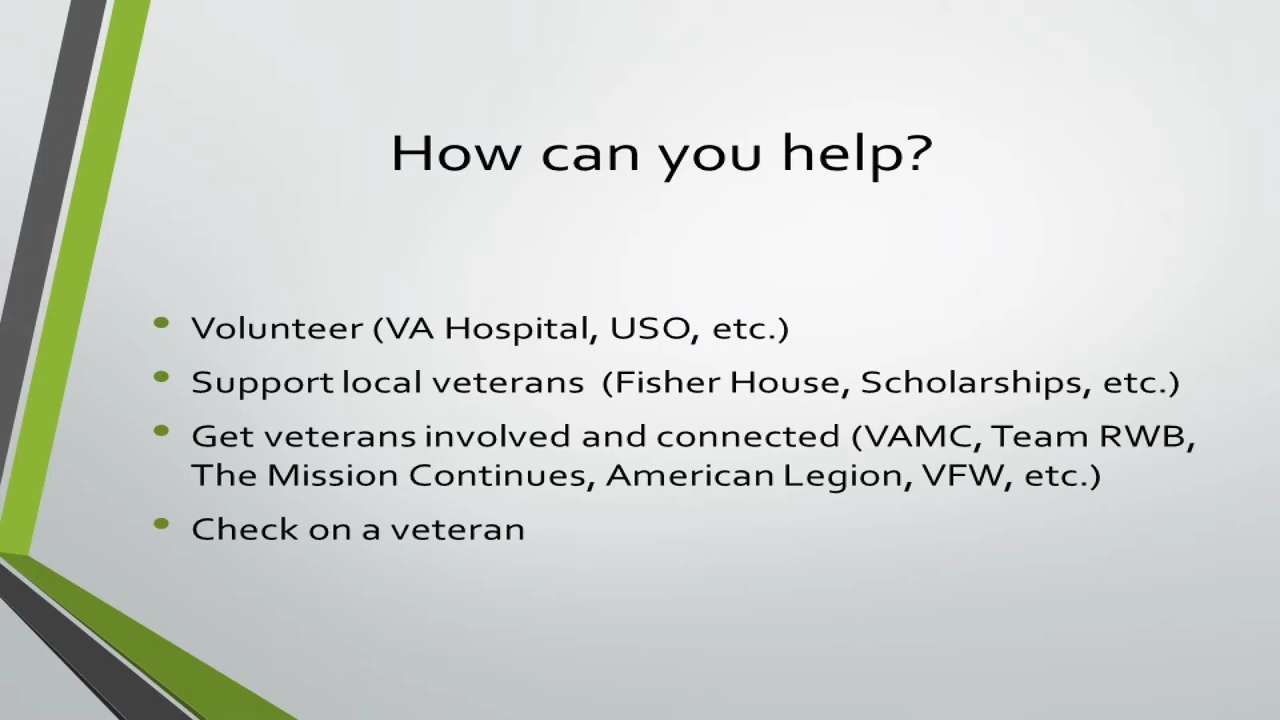 How can you help?
• Volunteer (VA Hospital, USO, etc.)
• Support local veterans (Fisher House, Scholarships, etc.)
• Get veterans involved and connected (VAMC, Team RWB,
The Mission Continues, American Legion, VFW, etc.)
• Check on a veteran